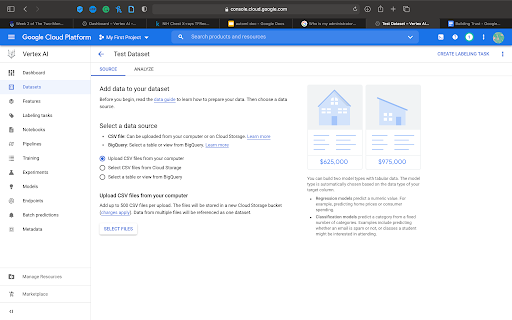 console.cloud.google.com
Week 2 of The TwinMan...
Dashboard – Vertex AI...
NIH Chest X-rays TFRec...
automl doc - Google Docs
Who is my administrator...
Test Dataset – Vertex AI...
Building Trust - Google...
Google Cloud Platform
My First Project
Search products and resources
Vertex AI
Test Dataset
CREATE LABELING TASK
SOURCE
ANALYZE
Dashboard
Datasets
Features
Labeling tasks
Notebooks
Pipelines
Training
Experiments
Models
Endpoints
Batch predictions
Metadata
Manage Resources
Marketplace
Add data to your dataset
Before you begin, read the data guide to learn how to prepare your data. Then choose a data
source.
Select a data source
• CSV file: Can be uploaded from your computer or on Cloud Storage. Learn more
• BigQuery: Select a table or view from BigQuery. Learn more
Upload CSV files from your computer
Select CSV files from Cloud Storage
Select a table or view from BigQuery
Upload CSV files from your computer
Add up to 500 CSV files per upload. The files will be stored in a new Cloud Storage bucket
(charges apply). Data from multiple files will be referenced as one dataset
SELECT FILES
$625,000
$975,000
You can build two model types with tabular data. The model
type is automatically chosen based on the data type of your
target column.
• Regression models predict a numeric value. For
example, predicting home prices or consumer
spending.
• Classification models predict a category from a fixed
number of categories. Examples include predicting
whether an email is spam or not, or classes a student
might be interested in attending.